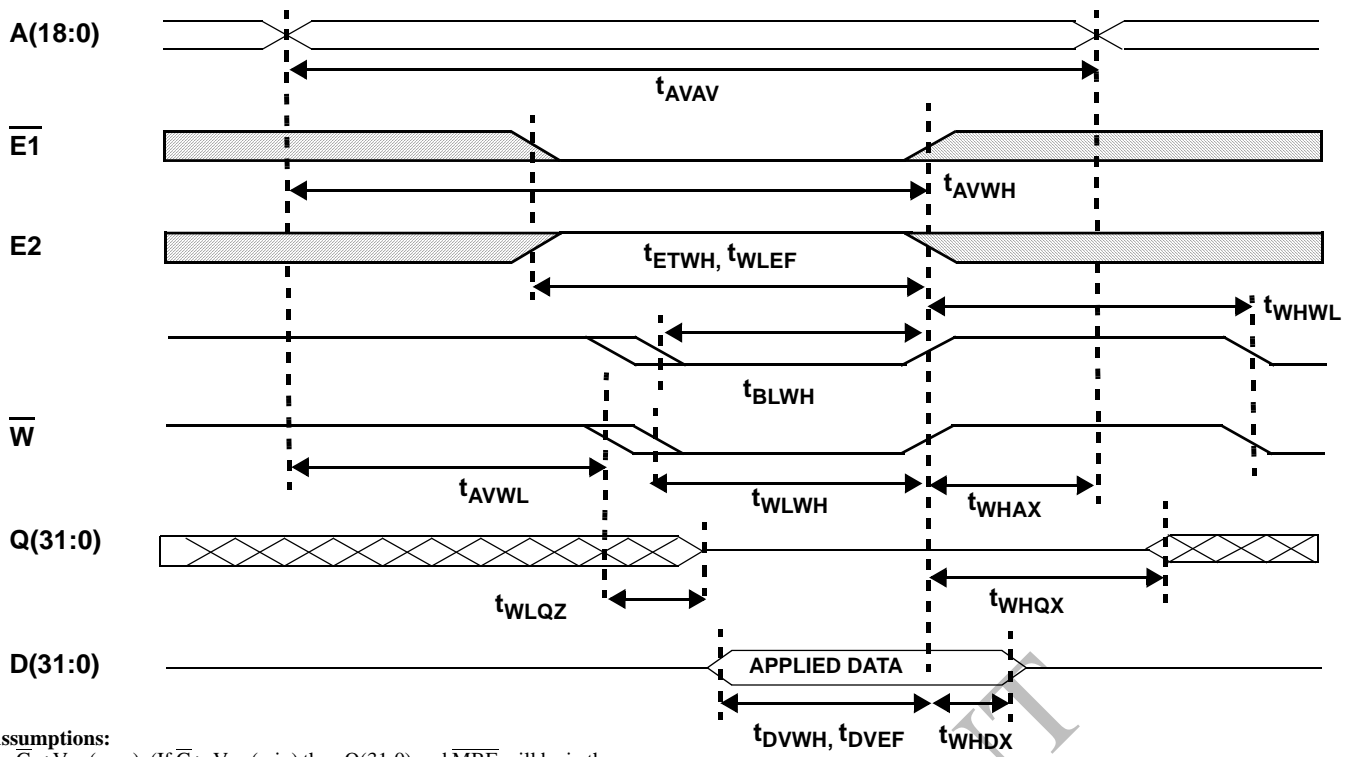 A(18:0)
tAVAV
E1
tAVWH
E2
tETWH, tWLEF
tWHWL
tBLWH
W
tAVWL
tWLWH
tWHAX
Q(31:0)
tWLQZ
tWHQX
D(31:0)
APPLIED DATA
tDVWH, tDVEF
tWHDX
ssumptions: